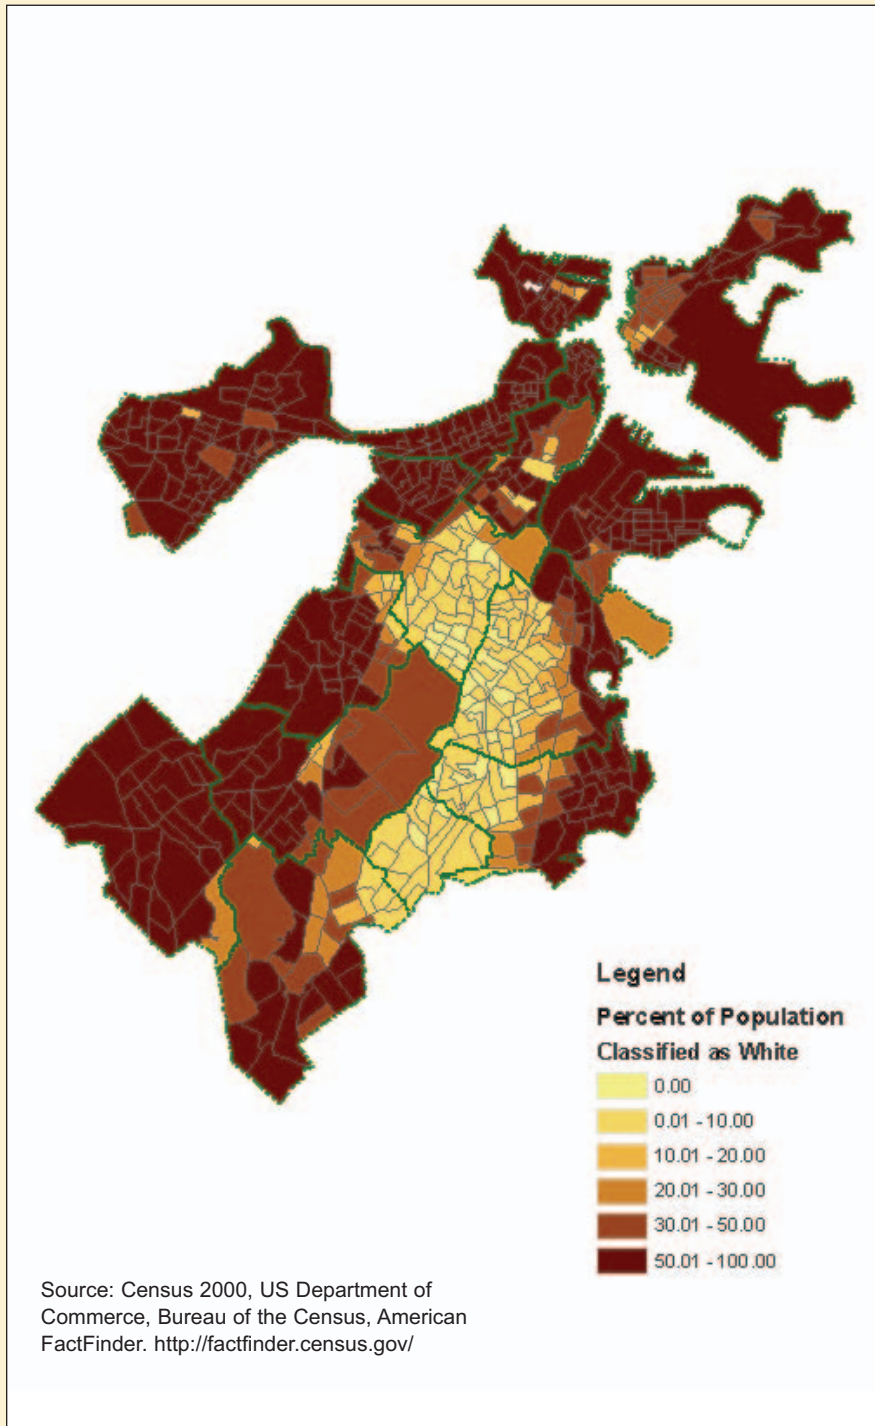 Legend
Percent of Population
Classified as White
0.00
0.01 - 10.00
10.01 - 20.00
20.01 - 30.00
30.01 - 50.00
50.01 - 100.00
Source: Census 2000, US Department of
Commerce, Bureau of the Census, American
FactFinder. http://factfinder.census.gov/